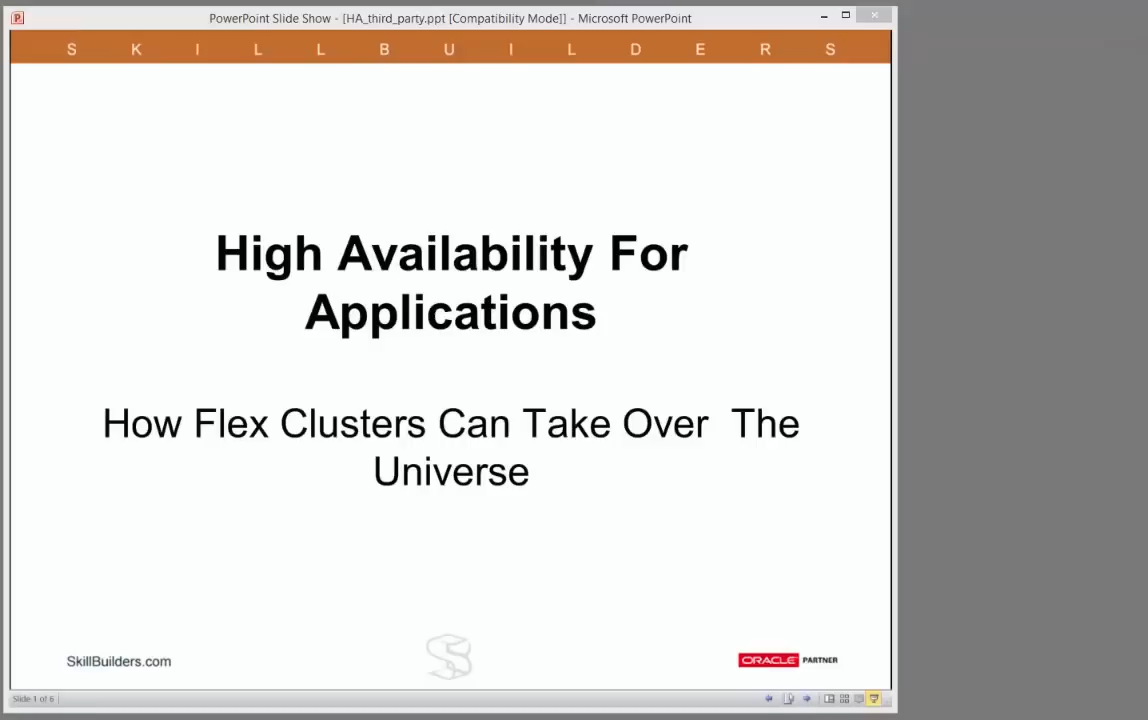 PowerPoint Slide Show - [HA_third_party.ppt [Compatibility Mode]] - Microsoft PowerPoint
S K I L L B U I L D E R S
High Availability For
Applications
How Flex Clusters Can Take Over The
Universe
SkillBuilders.com
ORACLE PARTNER
Slide 1 of 6